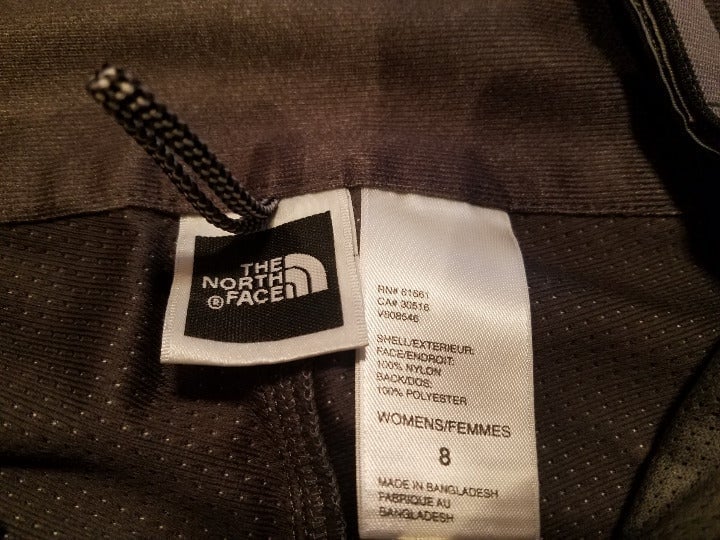 THE
NORTH
® FACE
RN# 61661
CA# 30516
VS08546
SHELL/EXTERIEUR:
FACE/ENDROIT:
100% NYLON
BACK/DOS:
100% POLYESTER
WOMENS/FEMMES
8
MADE IN BANGLADESH
FABRIQUE AU
BANGLADESH